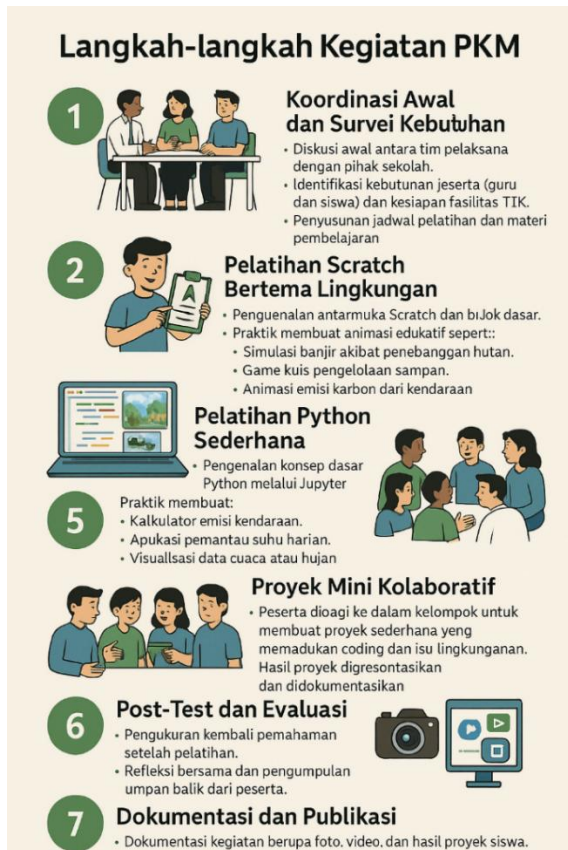 Langkah-langkah Kegiatan PKM
1
Koordinasi Awal
dan Survei Kebutuhan
• Diskusi awal antara tim pelaksana
dengan pihak sekolah.
• Identifikasi kebutunan jeserta (guru
dan siswa) dan kesiapan fasilitas TIK.
• Penyusunan jadwal pelatihan dan materi
pembelajaran
2
Pelatihan Scratch
Bertema Lingkungan
• Penguenalan antarmuka Scratch dan bıJok dasar.
• Praktik membuat animasi edukatif sepert::
• Simulasi banjir akibat penebanggan hutan.
• Game kuis pengelolaan sampan.
• Animasi emisi karbon dari kendaraan
Pelatihan Python
Sederhana
• Pengenalan konsep dasar
Python melalui Jupyter
5
Praktik membuat:
• Kalkulator emisi kendaraan.
• Apukasi pemantau suhu harian.
• Visuallsasi data cuaca atau hujan
Proyek Mini Kolaboratif
• Peserta dioagi ke dalam kelompok untuk
membuat proyek sederhana yeng
memadukan coding dan isu lingkunganan.
Hasil proyek digresontasikan
dan didokumentasikan
6
Post-Test dan Evaluasi
• Pengukuran kembali pemahaman
setelah pelatihan.
• Refleksi bersama dan pengumpulan
umpan balik dari peserta.
7
Dokumentasi dan Publikasi
• Dokumentasi kegiatan berupa foto, video, dan hasil proyek siswa.